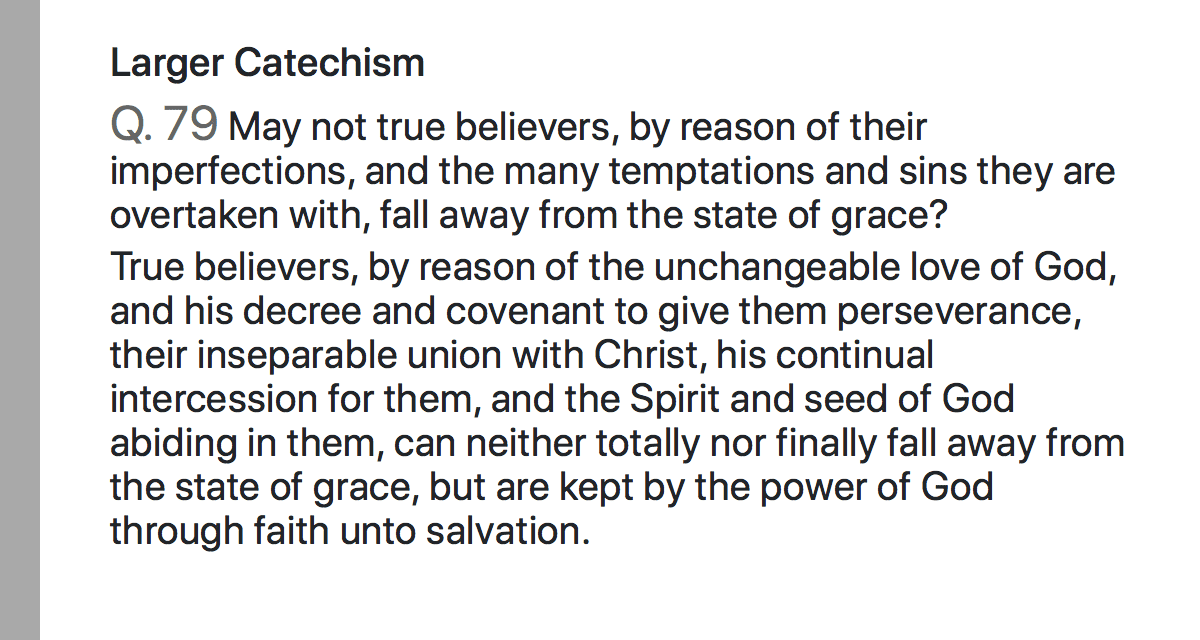 Larger Catechism
Q. 79 May not true believers, by reason of their
imperfections, and the many temptations and sins they are
overtaken with, fall away from the state of grace?
True believers, by reason of the unchangeable love of God,
and his decree and covenant to give them perseverance,
their inseparable union with Christ, his continual
intercession for them, and the Spirit and seed of God
abiding in them, can neither totally nor finally fall away from
the state of grace, but are kept by the power of God
through faith unto salvation.